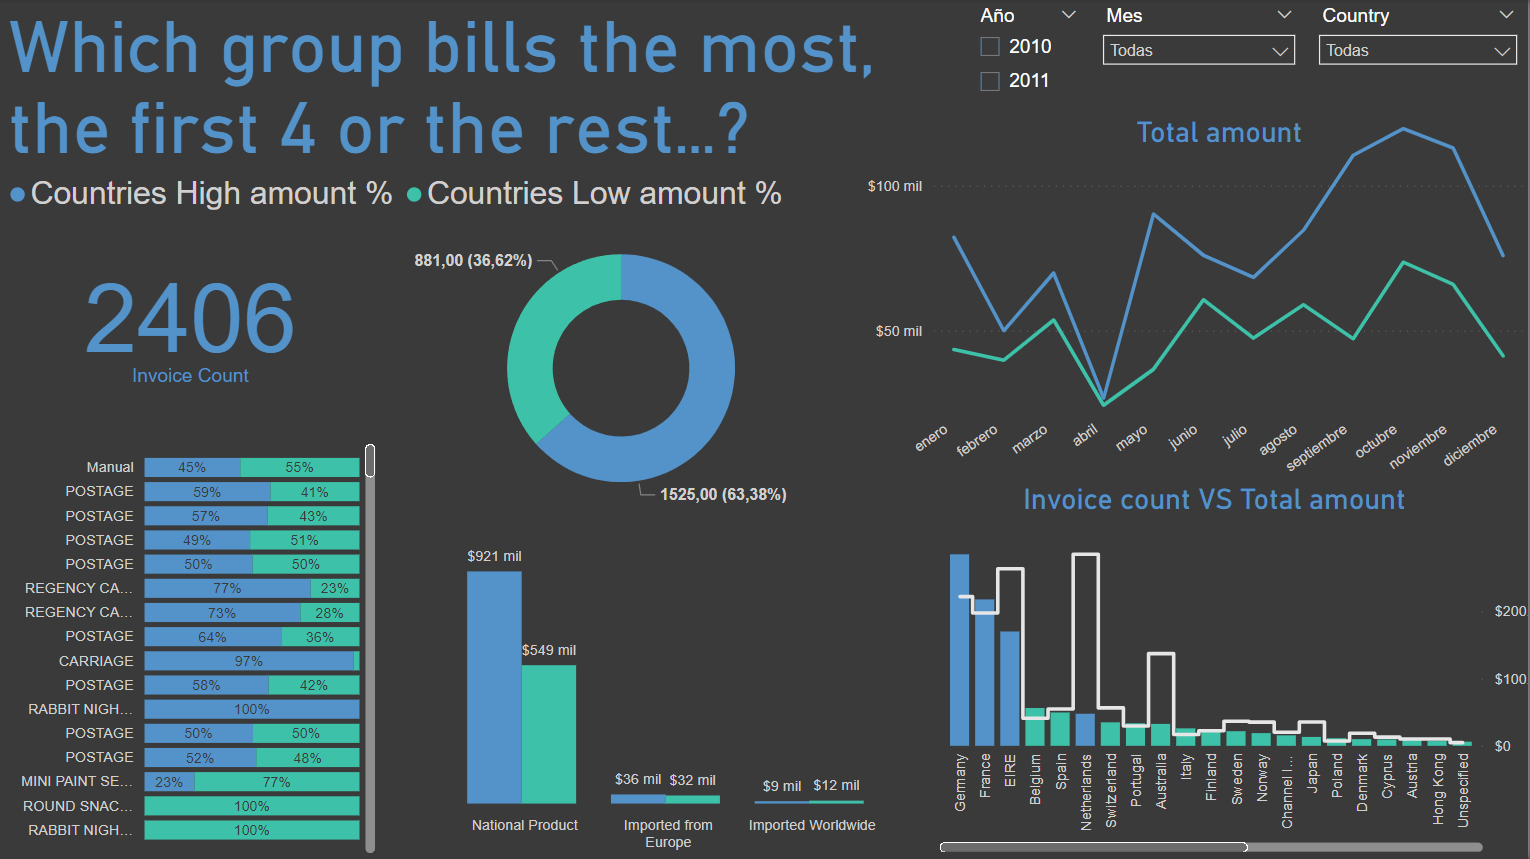 Which group bills the most,
the first 4 or the rest...?
Countries High amount % Countries Low amount %
Año
2010
2011
Mes
Todas
Country
Todas
2406
Invoice Count
881,00 (36,62%)
1525,00 (63,38%)
Total amount
$100 mil
$50 mil
enero
febrero
marzo
abril
mayo
junio
julio
agosto
septiembre
octubre
noviembre
diciembre
Manual 45% 55%
POSTAGE 59% 41%
POSTAGE 57% 43%
POSTAGE 49% 51%
POSTAGE 50% 50%
REGENCY CA... 77% 23%
REGENCY CA... 73% 28%
POSTAGE 64% 36%
CARRIAGE 97%
POSTAGE 58% 42%
RABBIT NIGH... 100%
POSTAGE 50% 50%
POSTAGE 52% 48%
MINI PAINT SE... 23% 77%
ROUND SNAC... 100%
RABBIT NIGH... 100%
$921 mil
$549 mil
$36 mil $32 mil
$9 mil $12 mil
National Product
Imported from
Europe
Imported Worldwide
Invoice count VS Total amount
$200
$100
$0
Germany
France
EIRE
Belgium
Spain
Netherlands
Switzerland
Portugal
Australia
Italy
Finland
Sweden
Norway
Channel I...
Japan
Poland
Denmark
Cyprus
Austria
Hong Kong
Unspecified